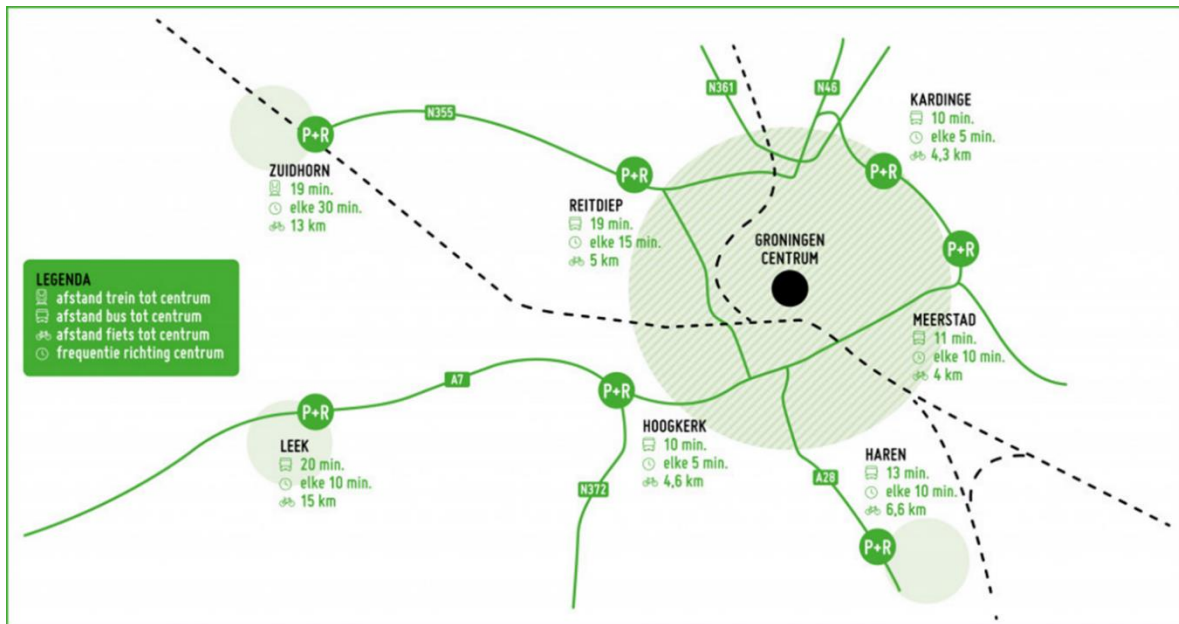 N361
N46
KARDINGE
10 min.
elke 5 min.
4,3 km
P+R
N355
P+R
ZUIDHORN
19 min.
elke 30 min.
13 km
P+R
REITDIEP
19 min.
elke 15 min.
5 km
P+R
GRONINGEN
CENTRUM
P+R
MEERSTAD
11 min.
elke 10 min.
4 km
LEGENDA
afstand trein tot centrum
afstand bus tot centrum
afstand fiets tot centrum
frequentie richting centrum
A7
P+R
LEEK
20 min.
elke 10 min.
15 km
P+R
HOOGKERK
10 min.
elke 5 min.
4,6 km
N372
A28
HAREN
13 min.
elke 10 min.
6,6 km
P+R